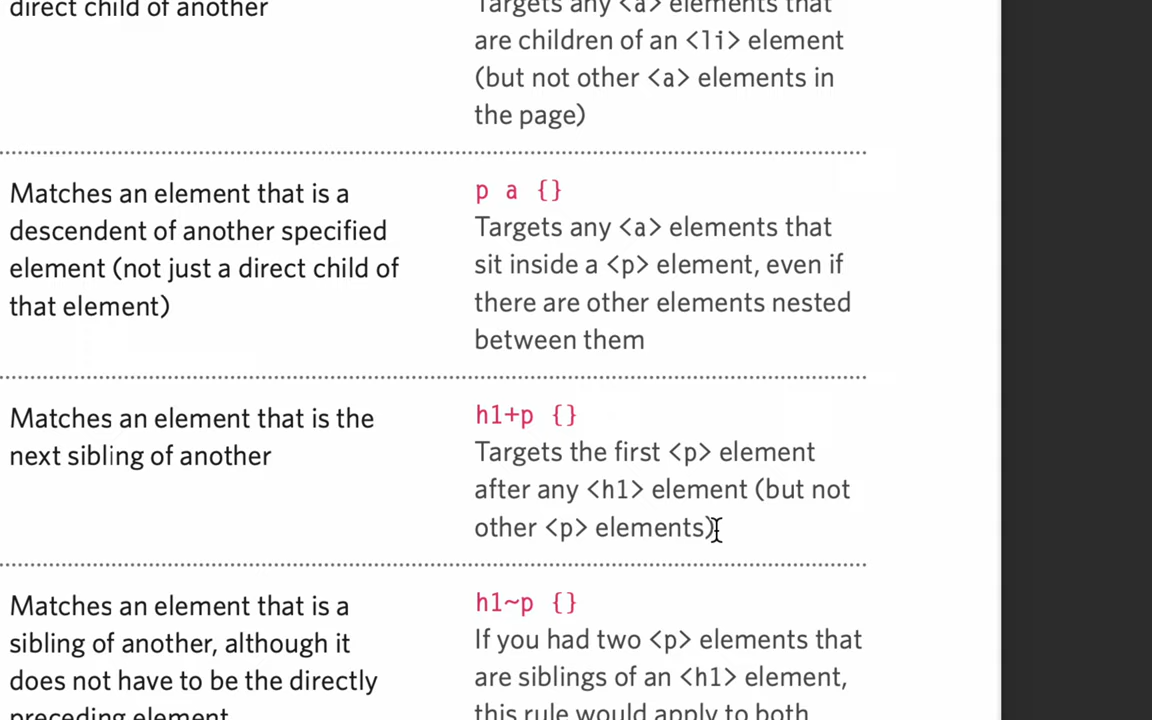 direct child of another
Targets any <a> elements that
are children of an <li> element
(but not other <a> elements in
the page)
Matches an element that is a
descendent of another specified
element (not just a direct child of
that element)
p a {}
Targets any <a> elements that
sit inside a <p> element, even if
there are other elements nested
between them
Matches an element that is the
next sibling of another
h1+p {}
Targets the first <p> element
after any <h1> element (but not
other <p> elements)
Matches an element that is a
sibling of another, although it
does not have to be the directly
preceding element
h1~p {}
If you had two <p> elements that
are siblings of an <h1> element,
this rule would apply to both